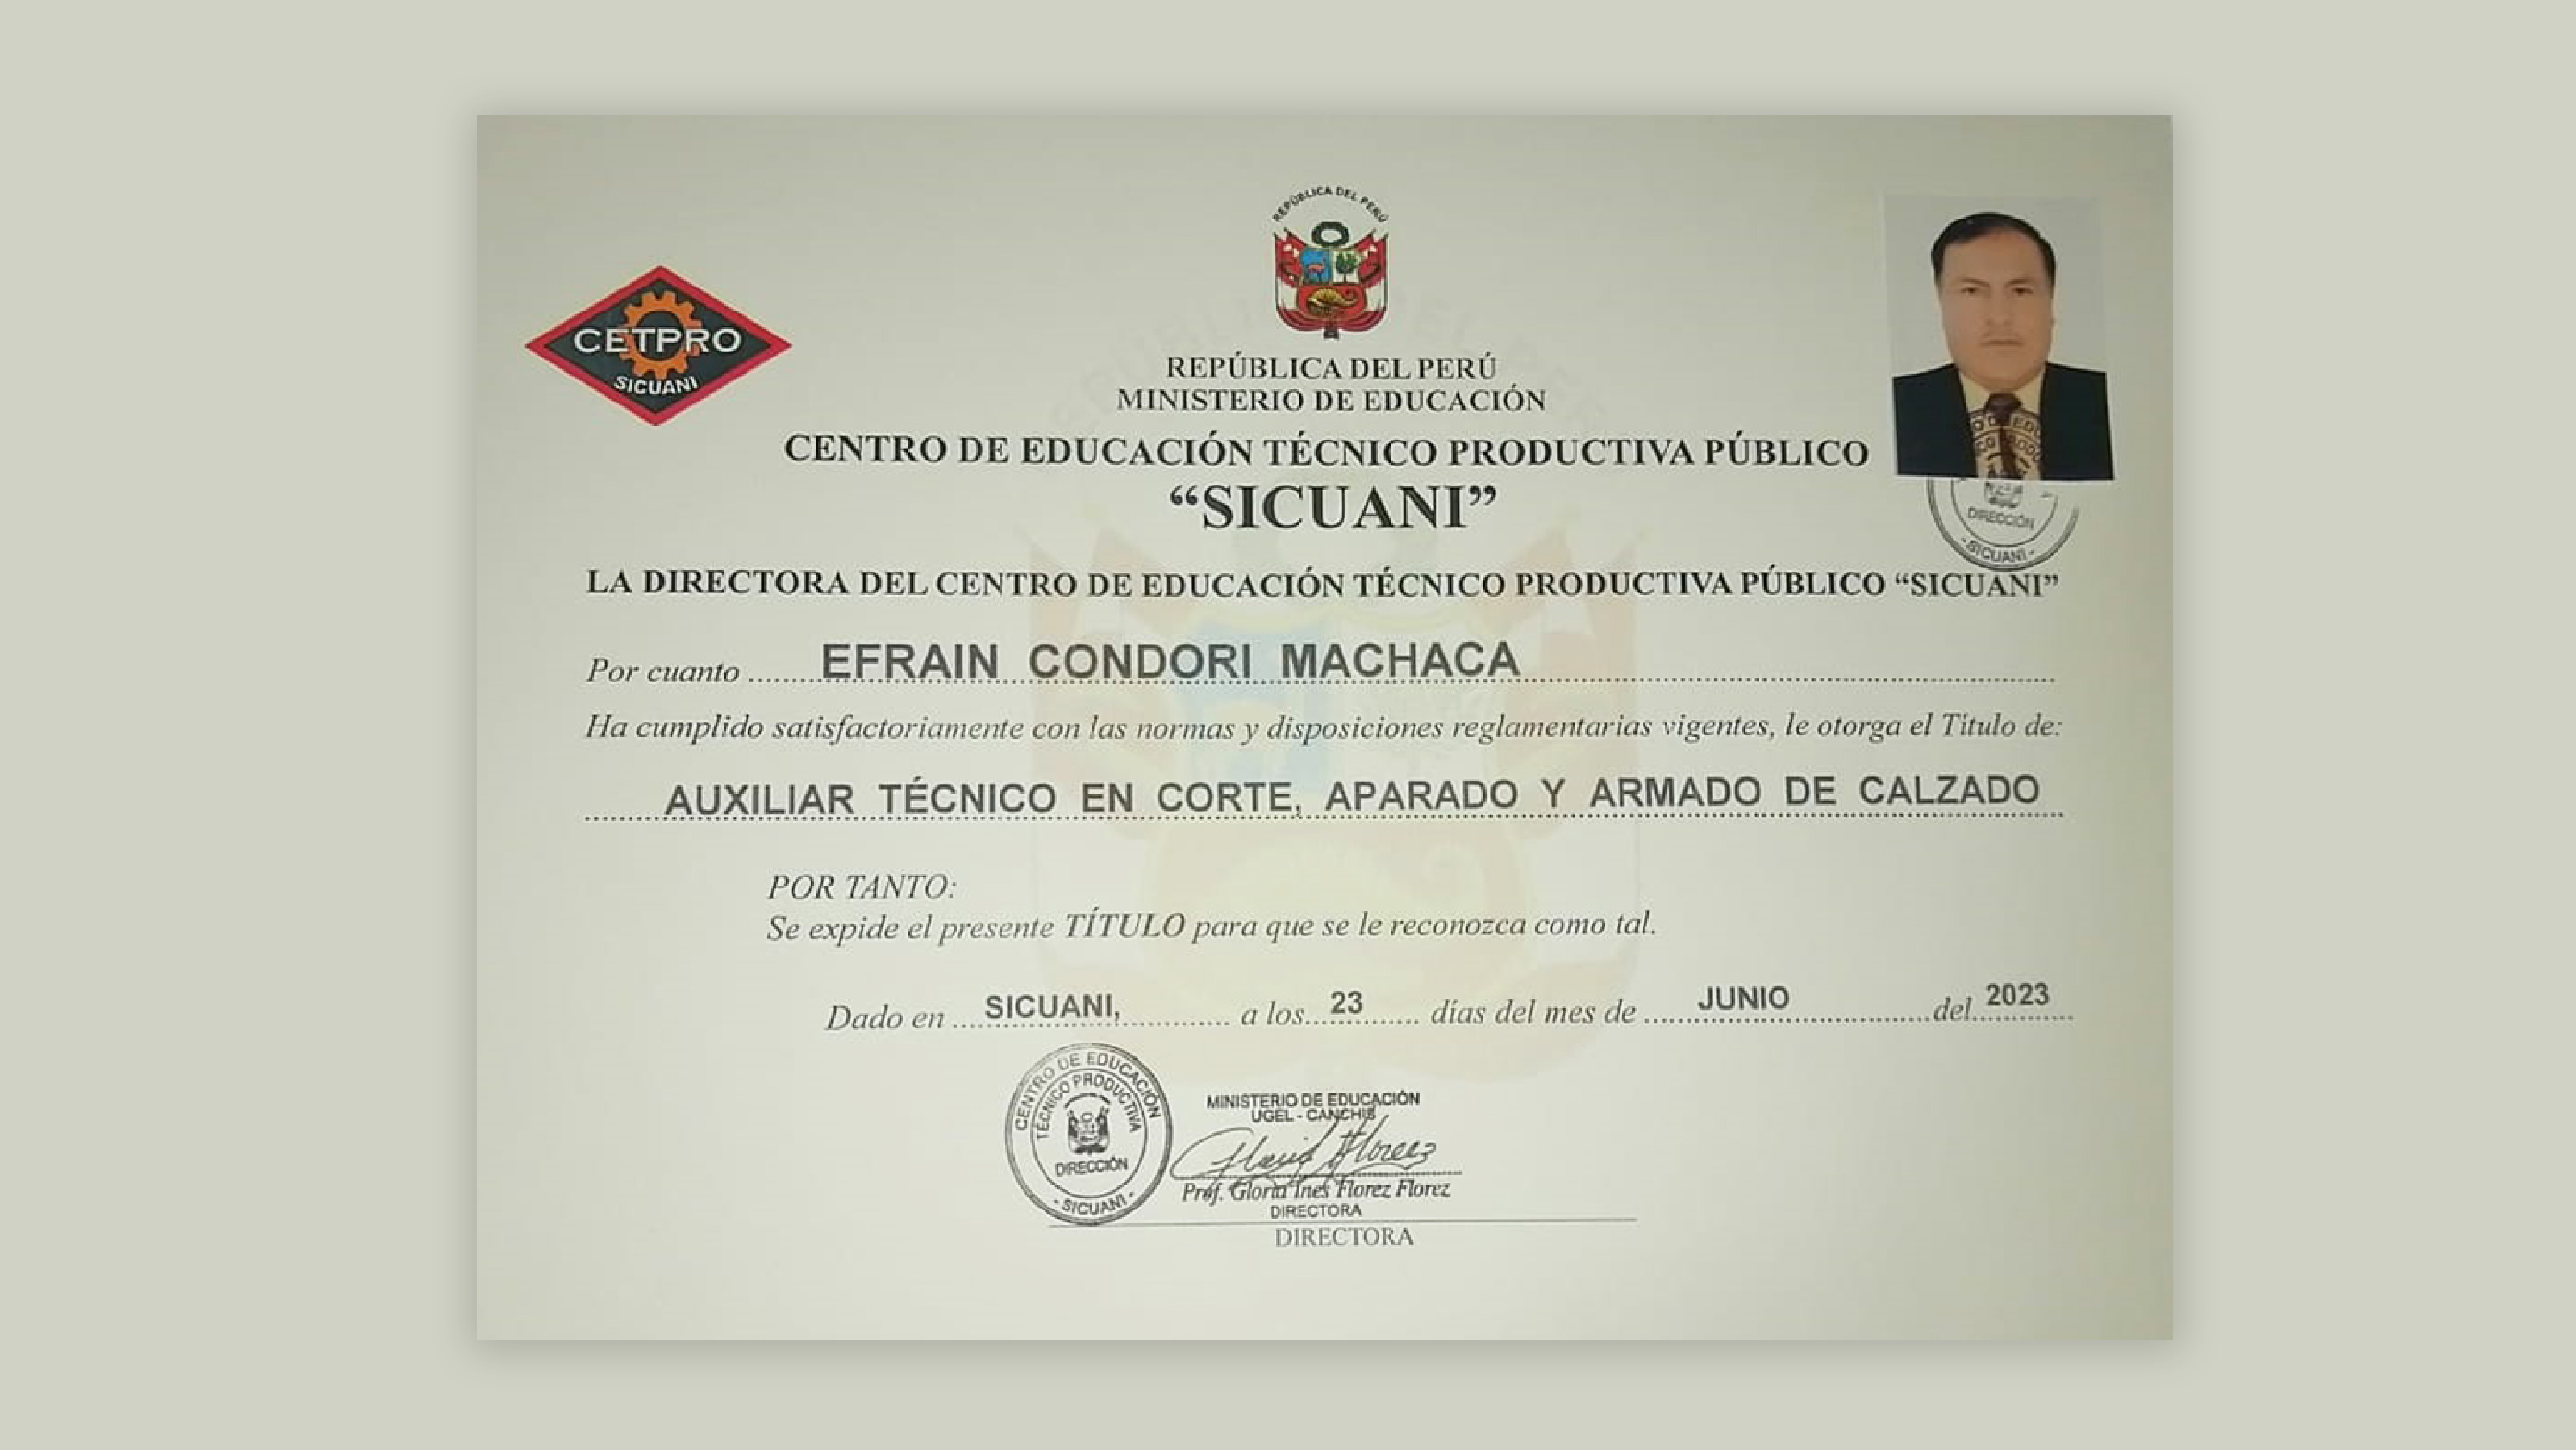 REPÚBLICA DEL PERÚ
CETPRO
SICUANI
REPÚBLICA DEL PERÚ
MINISTERIO DE EDUCACIÓN
CENTRO DE EDUCACIÓN TÉCNICO PRODUCTIVA PÚBLICO
“SICUANI”
DIRECCIÓN
- SICUANI -
LA DIRECTORA DEL CENTRO DE EDUCACIÓN TÉCNICO PRODUCTIVA PÚBLICO “SICUANI”
Por cuanto ....... EFRAIN CONDORI MACHACA
Ha cumplido satisfactoriamente con las normas y disposiciones reglamentarias vigentes, le otorga el Título de:
AUXILIAR TÉCNICO EN CORTE, APARADO Y ARMADO DE CALZADO
POR TANTO:
Se expide el presente TÍTULO para que se le reconozca como tal.
Dado en SICUANI, a los 23 días del mes de JUNIO del 2023
CENTRO DE EDUCACIÓN
TÉCNICO PRODUCTIVA
DIRECCIÓN
- SICUANI -
MINISTERIO DE EDUCACIÓN
UGEL - CANCHIS
Prof. Gloria Ines Florez Florez
DIRECTORA
DIRECTORA